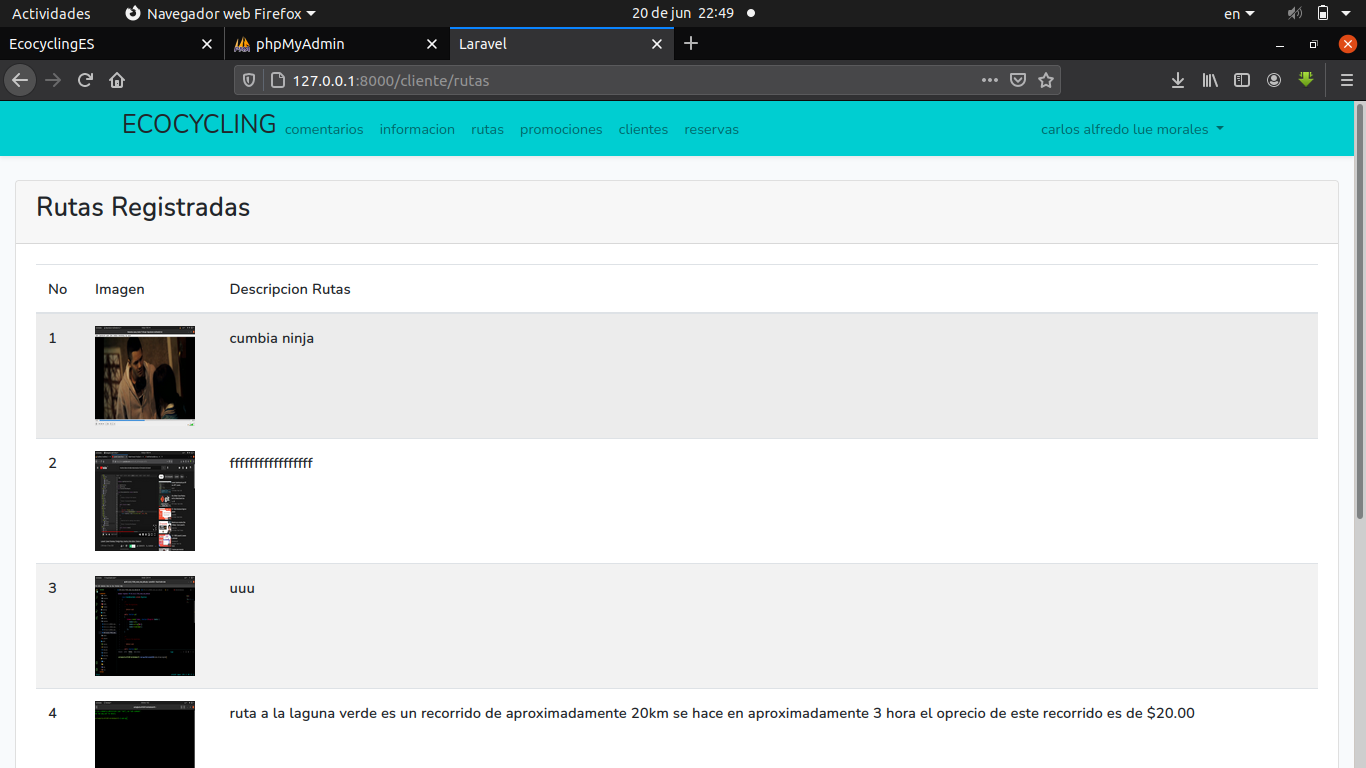 Actividades Navegador web Firefox 20 de jun 22:49 en
EcocyclingES phpMyAdmin Laravel
127.0.0.1:8000/cliente/rutas
ECOCYCLING comentarios informacion rutas promociones clientes reservas carlos alfredo lue morales
Rutas Registradas
No Imagen Descripcion Rutas
1 cumbia ninja
2 fffffffffffffffff
3 uuu
4 ruta a la laguna verde es un recorrido de aproximadamente 20km se hace en aproximadamente 3 hora el oprecio de este recorrido es de $20.00